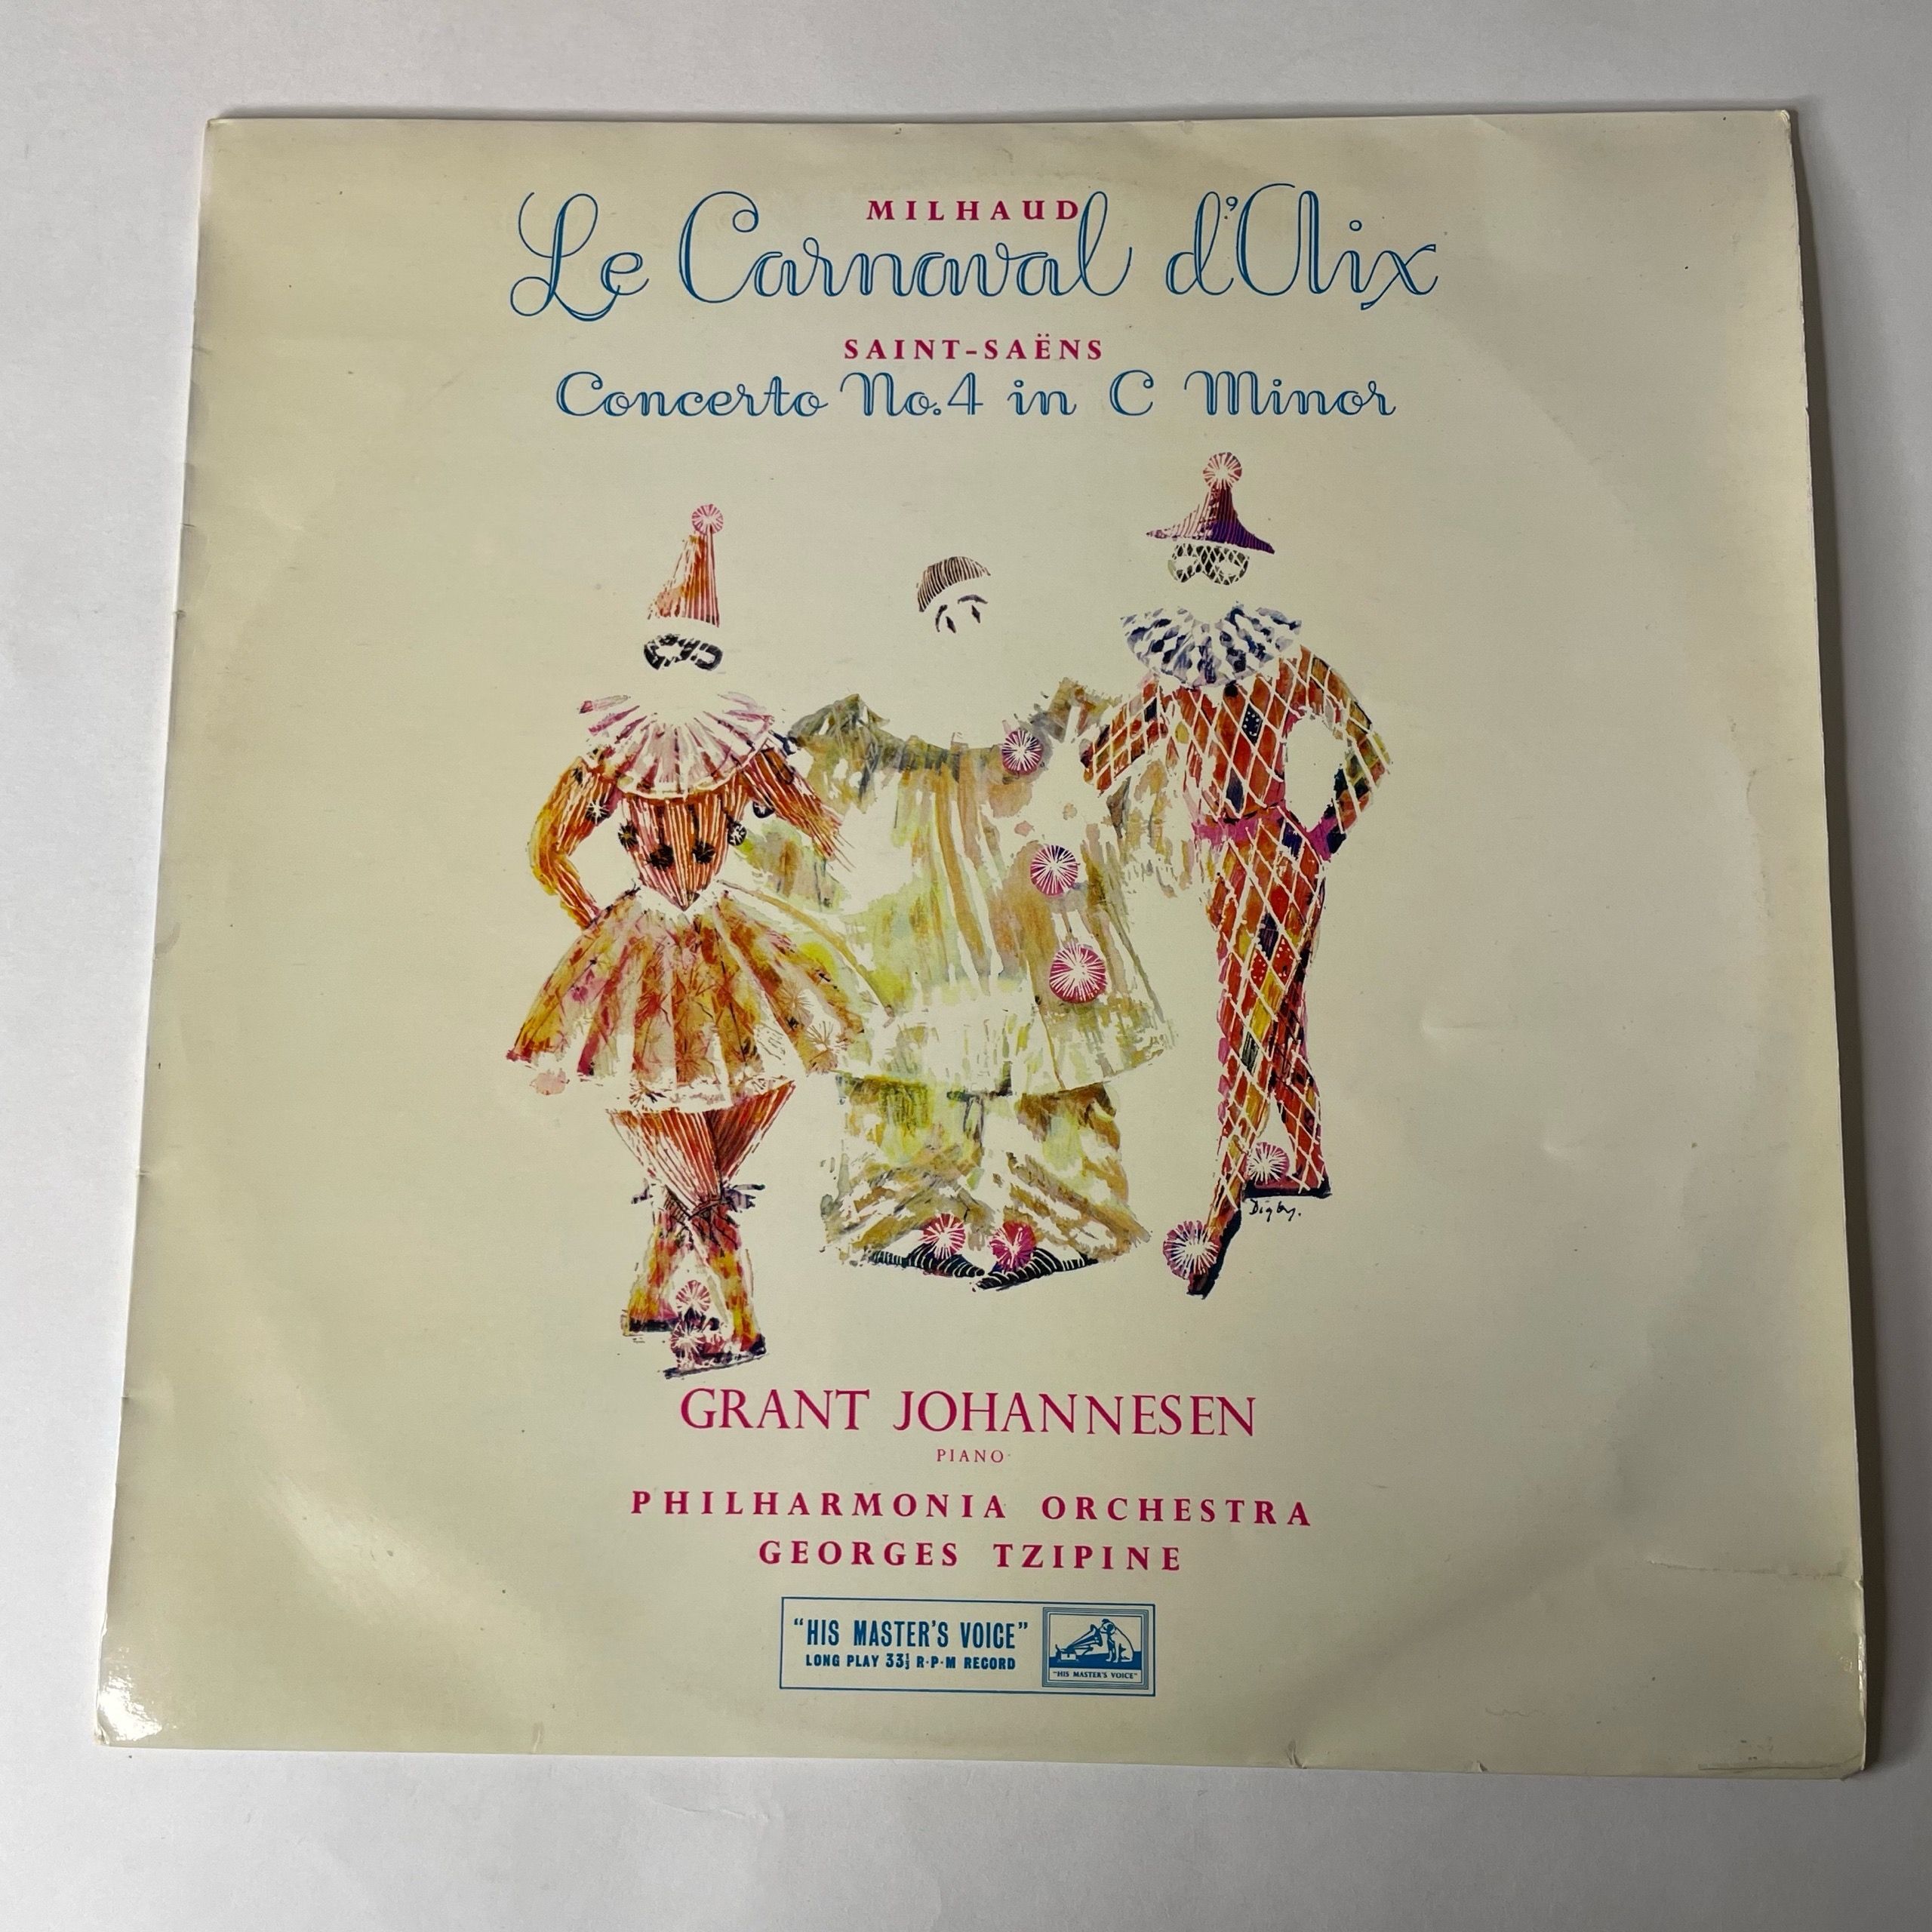 MILHAUD
Le Carnaval d'Aix
SAINT-SAËNS
Concerto No.4 in C Minor
Digby.
GRANT JOHANNESEN
PIANO
PHILHARMONIA ORCHESTRA
GEORGES TZIPINE
"HIS MASTER'S VOICE"
LONG PLAY 33⅓ R·P·M RECORD
"HIS MASTER'S VOICE"